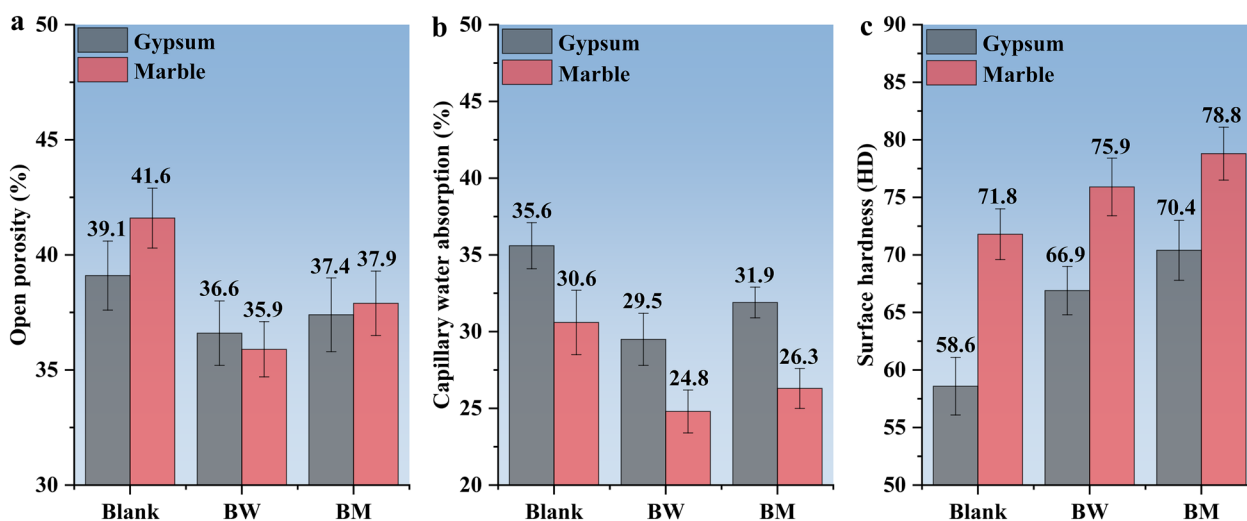 a
Open porosity (%)
50
45
40
35
30
Gypsum
Marble
39.1
41.6
36.6
35.9
37.4
37.9
Blank
BW
BM
b
Capillary water absorption (%)
50
45
40
35
30
25
20
Gypsum
Marble
35.6
30.6
29.5
24.8
31.9
26.3
Blank
BW
BM
c
Surface hardness (HD)
90
85
80
75
70
65
60
55
50
Gypsum
Marble
58.6
71.8
66.9
75.9
70.4
78.8
Blank
BW
BM